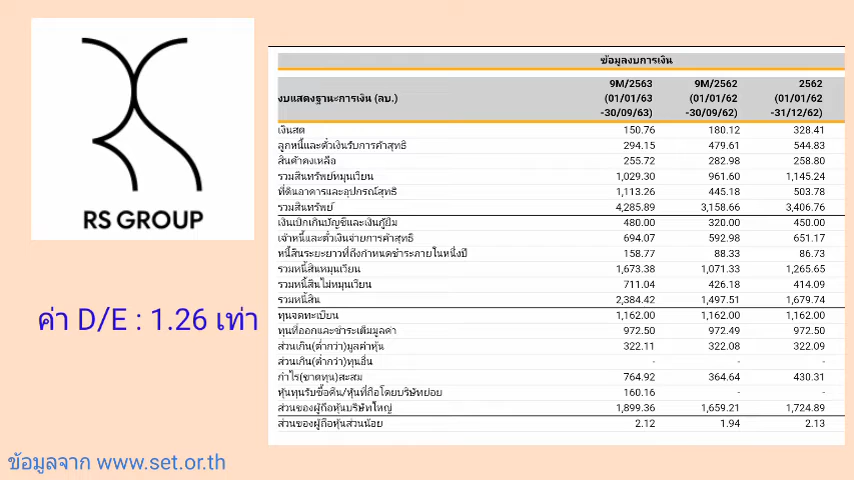 RS GROUP
ค่า D/E : 1.26 เท่า
ข้อมูลจาก www.set.or.th
ข้อมูลงบการเงิน
งบแสดงฐานะการเงิน (ลบ.) 9M/2563 (01/01/63 -30/09/63) 9M/2562 (01/01/62 -30/09/62) 2562 (01/01/62 -31/12/62)
เงินสด 150.76 180.12 328.41
ลูกหนี้และตั๋วเงินรับการค้าสุทธิ 294.15 479.61 544.83
สินค้าคงเหลือ 255.72 282.98 258.80
รวมสินทรัพย์หมุนเวียน 1,029.30 961.60 1,145.24
ที่ดินอาคารและอุปกรณ์สุทธิ 1,113.26 445.18 503.78
รวมสินทรัพย์ 4,285.89 3,158.66 3,406.76
เงินเบิกเกินบัญชีและเงินกู้ยืม 480.00 320.00 450.00
เจ้าหนี้และตั๋วเงินจ่ายการค้าสุทธิ 694.07 592.98 651.17
หนี้สินระยะยาวที่ถึงกำหนดชำระภายในหนึ่งปี 158.77 88.33 86.73
รวมหนี้สินหมุนเวียน 1,673.38 1,071.33 1,265.65
รวมหนี้สินไม่หมุนเวียน 711.04 426.18 414.09
รวมหนี้สิน 2,384.42 1,497.51 1,679.74
ทุนจดทะเบียน 1,162.00 1,162.00 1,162.00
ทุนที่ออกและชำระเต็มมูลค่า 972.50 972.49 972.50
ส่วนเกิน(ต่ำกว่า)มูลค่าหุ้น 322.11 322.08 322.09
ส่วนเกิน(ต่ำกว่า)ทุนอื่น - - -
กำไร(ขาดทุน)สะสม 764.92 364.64 430.31
หุ้นทุนรับซื้อคืน/หุ้นที่ถือโดยบริษัทย่อย 160.16 - -
ส่วนของผู้ถือหุ้นบริษัทใหญ่ 1,899.36 1,659.21 1,724.89
ส่วนของผู้ถือหุ้นส่วนน้อย 2.12 1.94 2.13